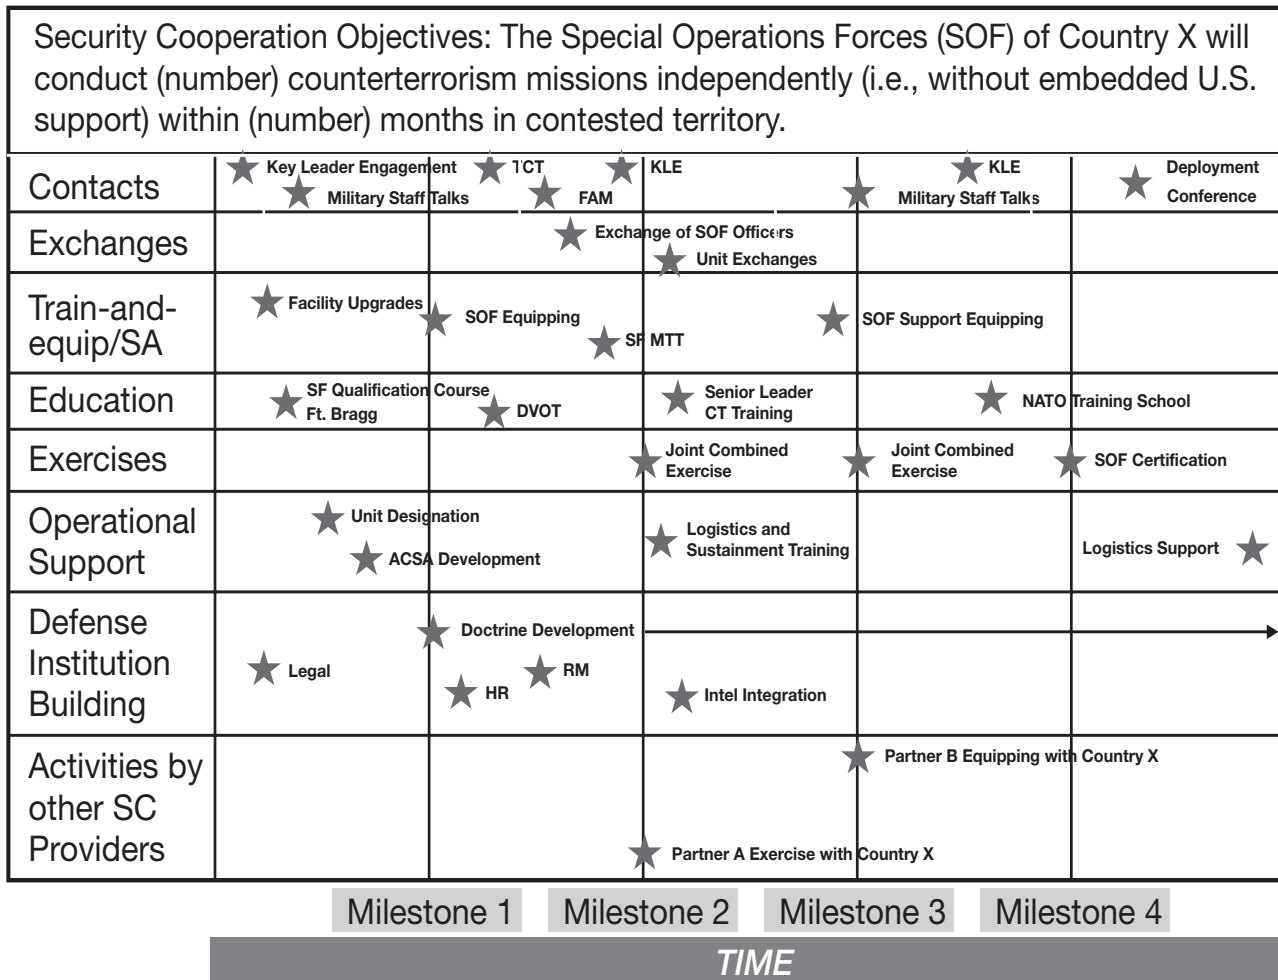 Security Cooperation Objectives: The Special Operations Forces (SOF) of Country X will
conduct (number) counterterrorism missions independently (i.e., without embedded U.S.
support) within (number) months in contested territory.
Contacts
Key Leader Engagement
TCT
KLE
KLE
Deployment
Conference
Military Staff Talks
FAM
Military Staff Talks
Exchanges
Exchange of SOF Officers
Unit Exchanges
Train-and-
equip/SA
Facility Upgrades
SOF Equipping
SF MTT
SOF Support Equipping
Education
SF Qualification Course
Ft. Bragg
DVOT
Senior Leader
CT Training
NATO Training School
Exercises
Joint Combined
Exercise
Joint Combined
Exercise
SOF Certification
Operational
Support
Unit Designation
ACSA Development
Logistics and
Sustainment Training
Logistics Support
Defense
Institution
Building
Doctrine Development
Legal
HR
RM
Intel Integration
Activities by
other SC
Providers
Partner B Equipping with Country X
Partner A Exercise with Country X
Milestone 1
Milestone 2
Milestone 3
Milestone 4
TIME